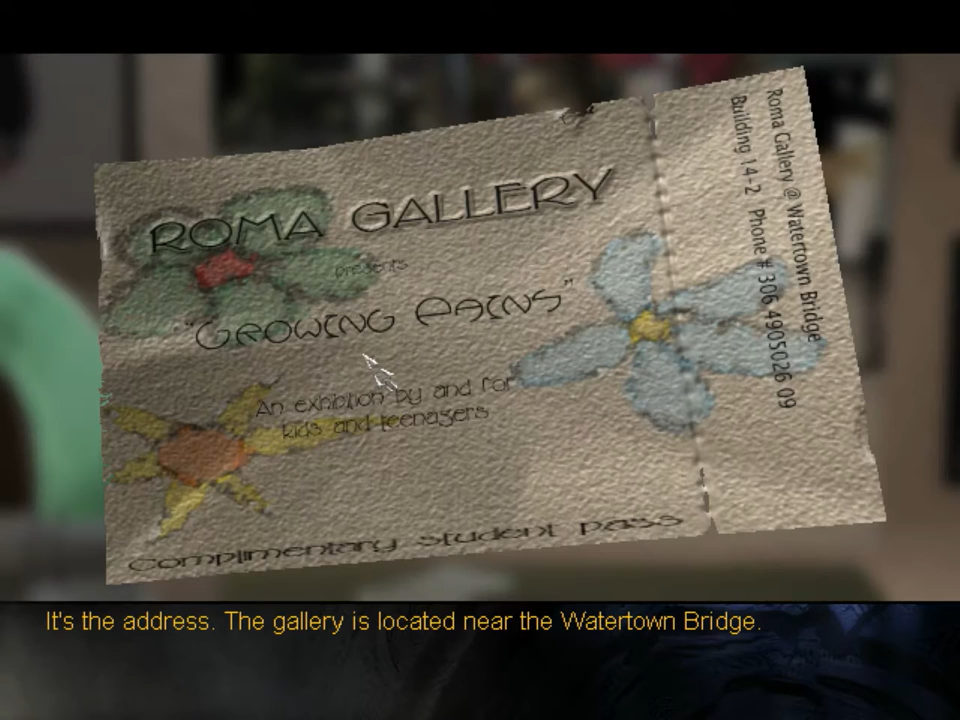 ROMA GALLERY
presents
"GROWING PAINS"
An exhibition by and for
kids and teenagers
Complimentary student pass
Roma Gallery @ Watertown Bridge
Building 14-2 Phone # 306 4905026 09
It's the address. The gallery is located near the Watertown Bridge.